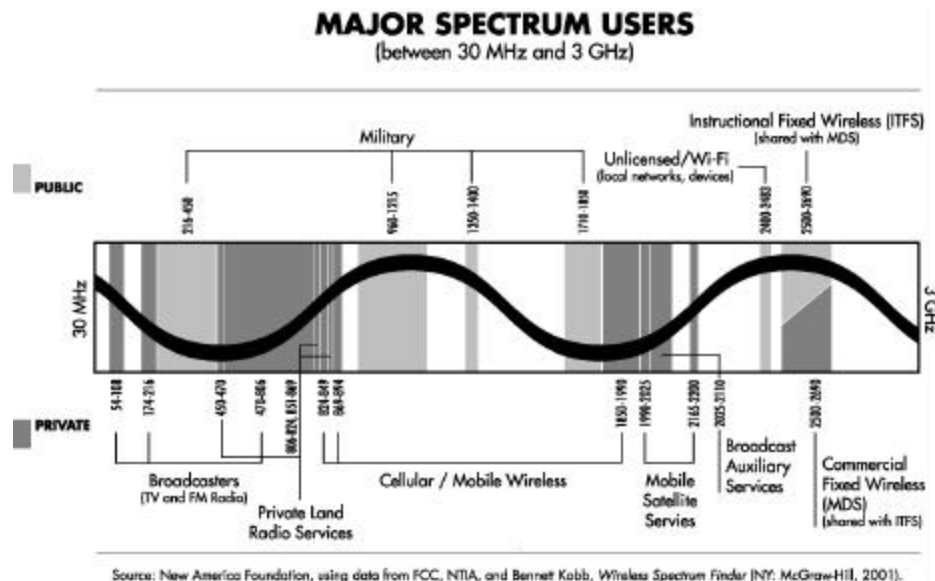 MAJOR SPECTRUM USERS
(between 30 MHz and 3 GHz)
Instructional Fixed Wireless (ITFS)
(shared with MDS)
Military
Unlicensed/Wi-Fi
(local networks, devices)
PUBLIC
216-450
960-1215
1350-1400
1710-1850
2400-2483
2500-2690
30 MHz
3 GHz
54-108
174-216
450-470
470-806
806-824, 851-869
824-849
869-894
1850-1990
1990-2025
2165-2200
2025-2110
2500-2690
PRIVATE
Broadcasters
(TV and FM Radio)
Private Land
Radio Services
Cellular / Mobile Wireless
Mobile
Satellite
Servies
Broadcast
Auxiliary
Services
Commercial
Fixed Wireless
(MDS)
(shared with ITFS)
Source: New America Foundation, using data from FCC, NTIA, and Bennett Kobb, Wireless Spectrum Finder (NY: McGraw-Hill, 2001).